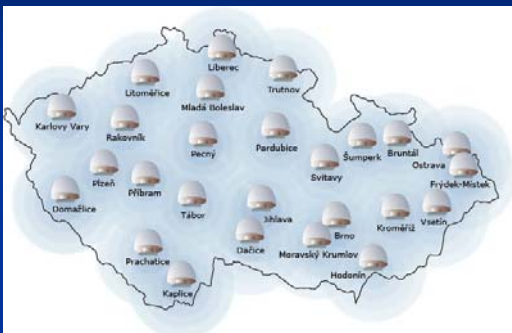 Liberec
Litoměřice
Trutnov
Mladá Boleslav
Karlovy Vary
Rakovník
Pecný
Pardubice
Šumperk
Bruntál
Ostrava
Svitavy
Frýdek-Místek
Plzeň
Příbram
Domažlice
Tábor
Jihlava
Kroměříž
Vsetín
Dačice
Brno
Moravský Krumlov
Prachatice
Hodonín
Kaplice